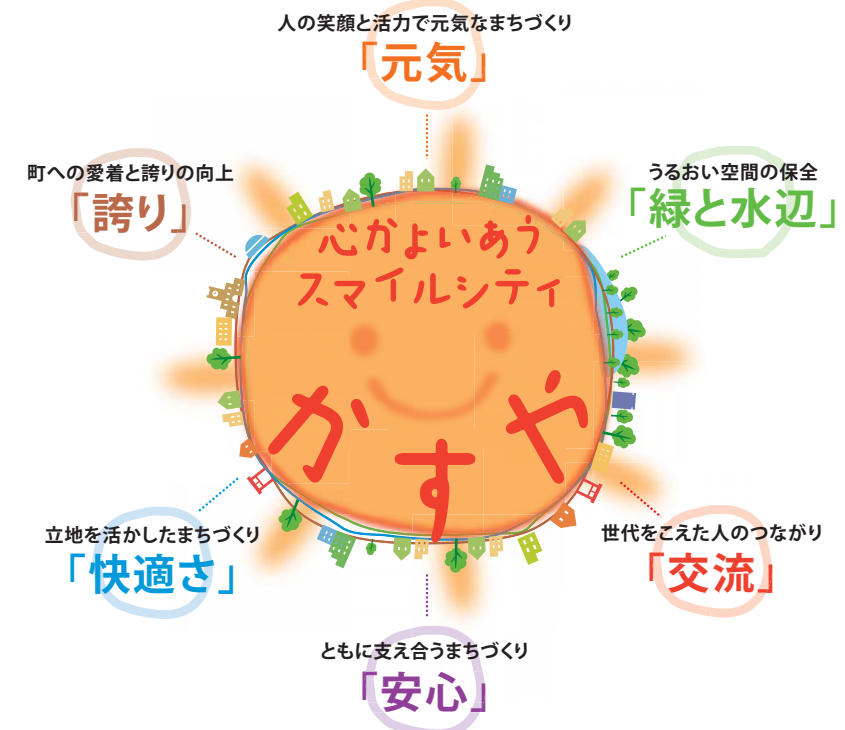 人の笑顔と活力で元気なまちづくり
「元気」
町への愛着と誇りの向上
「誇り」
うるおい空間の保全
「緑と水辺」
心かよいあう
スマイルシティ
かすや
立地を活かしたまちづくり
「快適さ」
世代をこえた人のつながり
「交流」
ともに支え合うまちづくり
「安心」